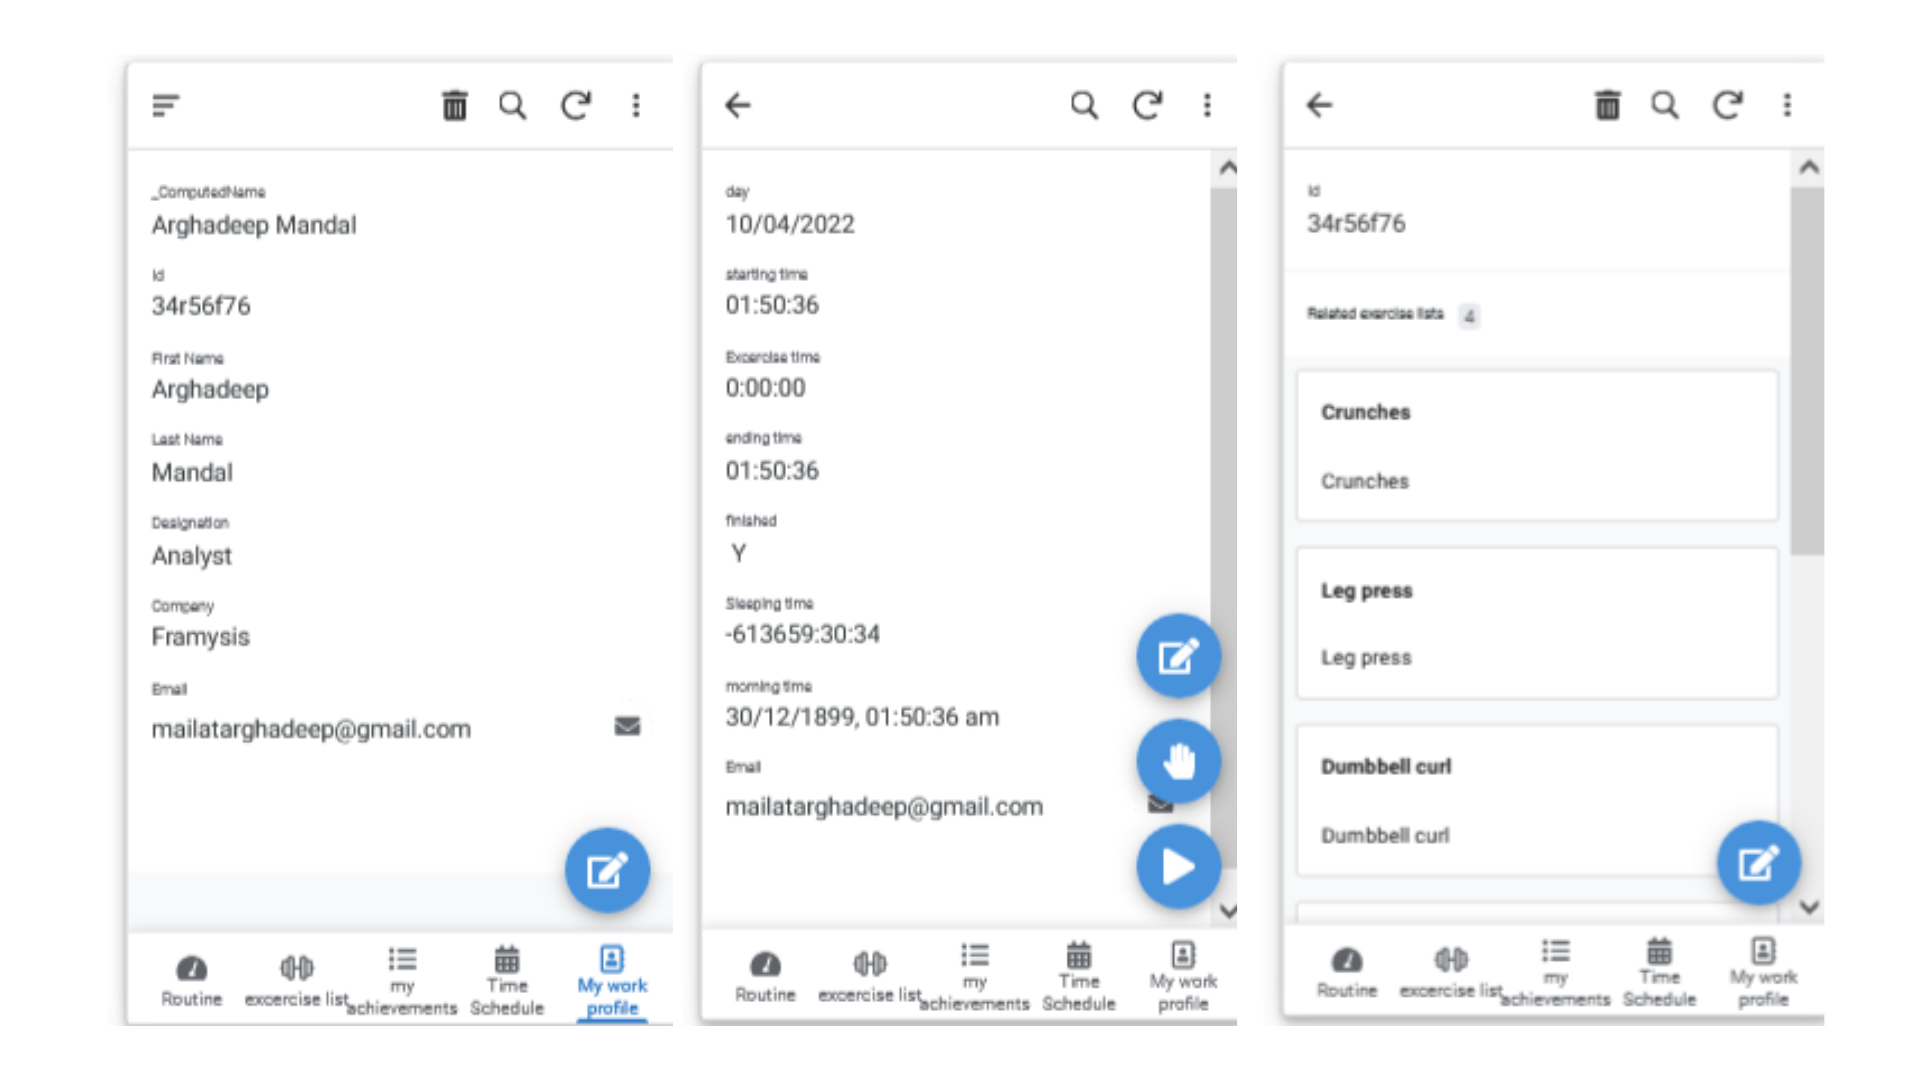 _ComputedName
Arghadeep Mandal
Id
34r56f76
First Name
Arghadeep
Last Name
Mandal
Designation
Analyst
Company
Framysis
Email
mailatarghadeep@gmail.com
Routine
excercise list
my
achievements
Time
Schedule
My work
profile
day
10/04/2022
starting time
01:50:36
Excercise time
0:00:00
ending time
01:50:36
finished
Y
Sleeping time
-613659:30:34
morning time
30/12/1899, 01:50:36 am
Email
mailatarghadeep@gmail.com
Routine
excercise list
my
achievements
Time
Schedule
My work
profile
Id
34r56f76
Related exercise lists 4
Crunches
Crunches
Leg press
Leg press
Dumbbell curl
Dumbbell curl
Routine
excercise list
my
achievements
Time
Schedule
My work
profile